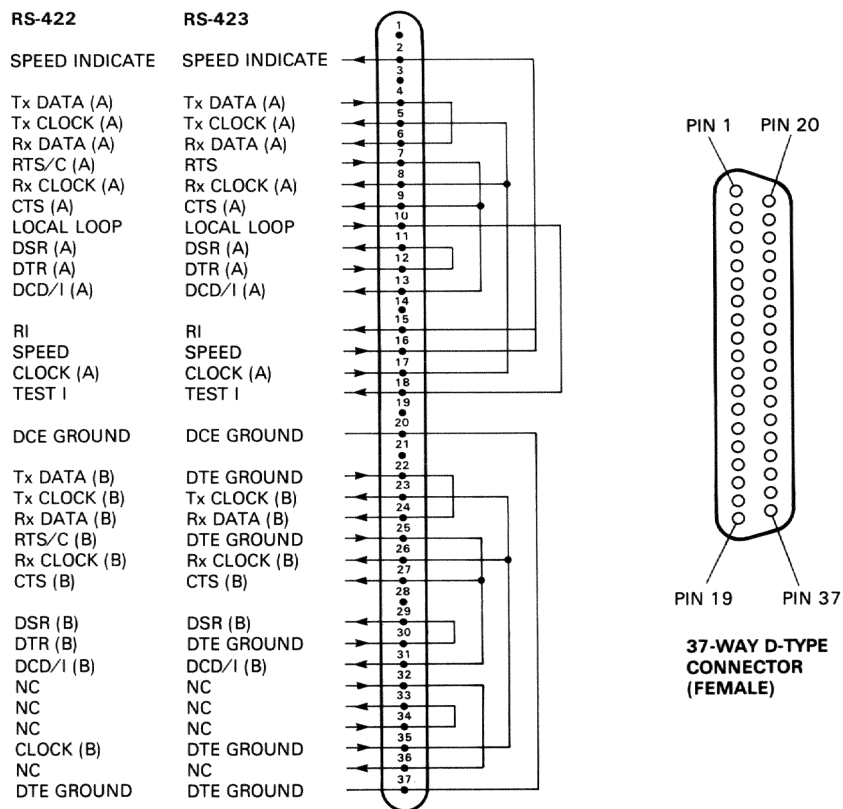 RS-422 RS-423
1
2
SPEED INDICATE SPEED INDICATE
3
4
Tx DATA (A) Tx DATA (A)
5
Tx CLOCK (A) Tx CLOCK (A)
6
Rx DATA (A) Rx DATA (A)
7
RTS/C (A) RTS
8
Rx CLOCK (A) Rx CLOCK (A)
9
CTS (A) CTS (A)
10
LOCAL LOOP LOCAL LOOP
11
DSR (A) DSR (A)
12
DTR (A) DTR (A)
13
DCD/I (A) DCD/I (A)
14
15
RI RI
16
SPEED SPEED
17
CLOCK (A) CLOCK (A)
18
TEST I TEST I
19
20
DCE GROUND DCE GROUND
21
22
Tx DATA (B) DTE GROUND
23
Tx CLOCK (B) Tx CLOCK (B)
24
Rx DATA (B) Rx DATA (B)
25
RTS/C (B) DTE GROUND
26
Rx CLOCK (B) Rx CLOCK (B)
27
CTS (B) CTS (B)
28
29
DSR (B) DSR (B)
30
DTR (B) DTE GROUND
31
DCD/I (B) DCD/I (B)
32
NC NC
33
NC NC
34
NC NC
35
CLOCK (B) DTE GROUND
36
NC NC
37
DTE GROUND DTE GROUND
PIN 1 PIN 20
PIN 19 PIN 37
37-WAY D-TYPE
CONNECTOR
(FEMALE)